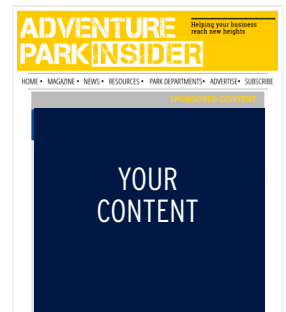 ADVENTURE
PARK INSIDER
Helping your business
reach new heights
HOME • MAGAZINE • NEWS • RESOURCES • PARK DEPARTMENTS • ADVERTISE • SUBSCRIBE
SPONSORED CONTENT
YOUR
CONTENT